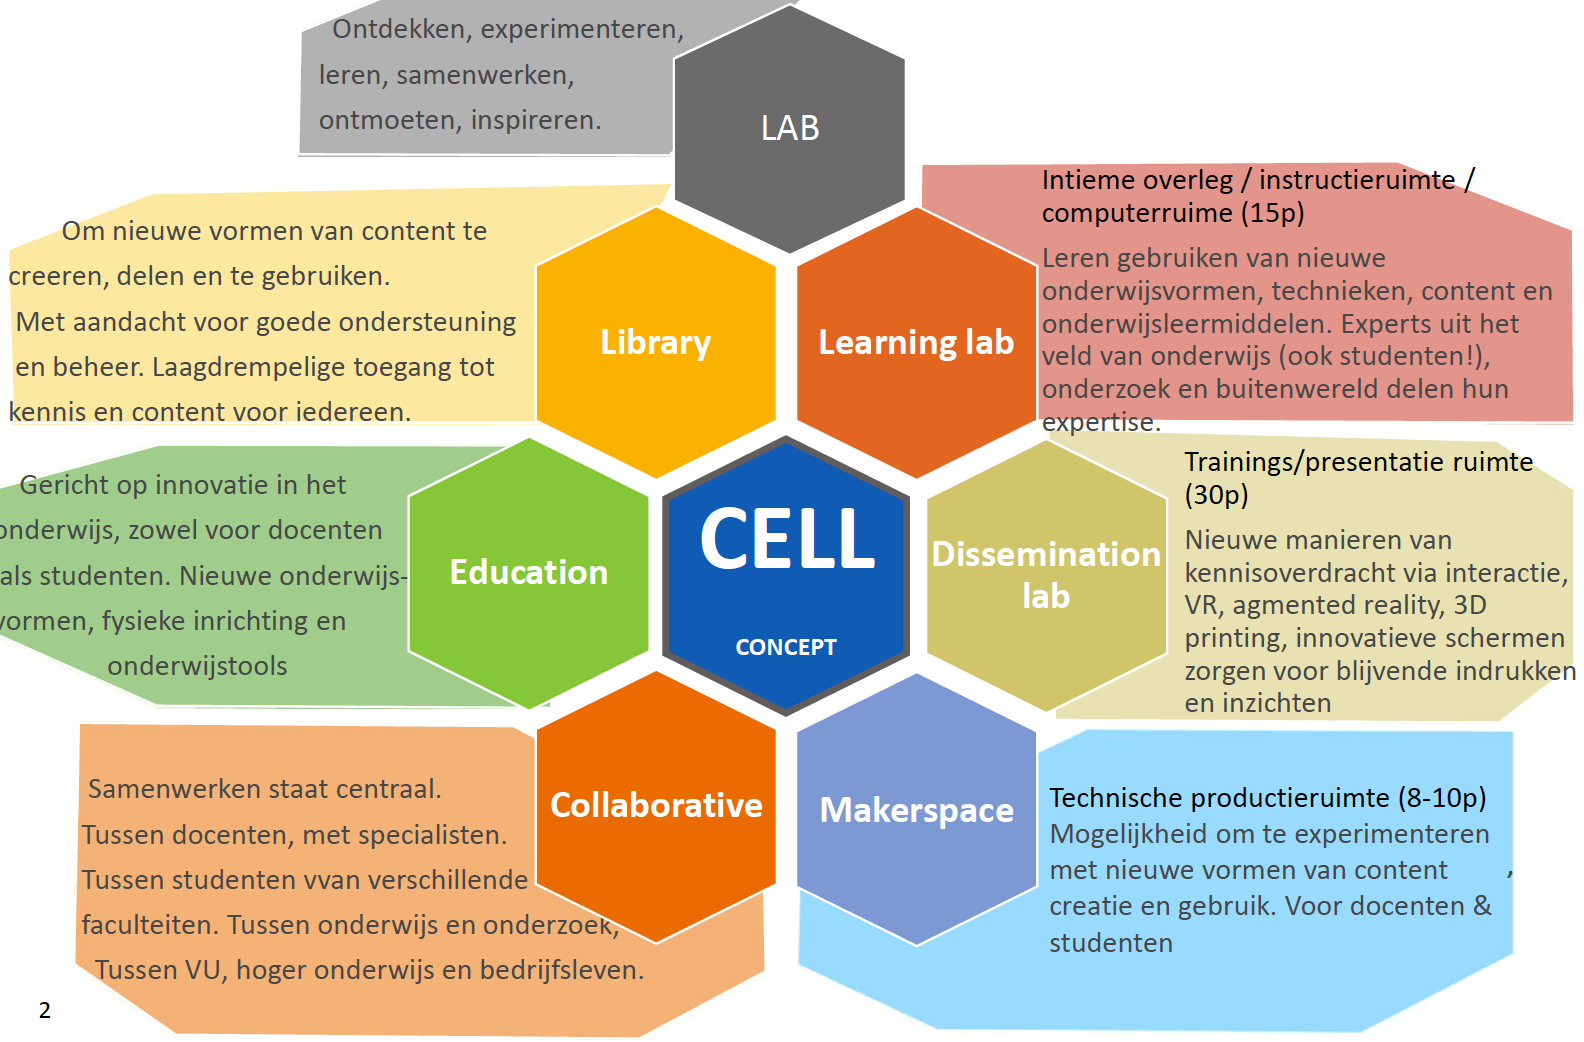 Ontdekken, experimenteren,
leren, samenwerken,
ontmoeten, inspireren.
LAB
Om nieuwe vormen van content te
creeren, delen en te gebruiken.
Met aandacht voor goede ondersteuning
en beheer. Laagdrempelige toegang tot
kennis en content voor iedereen.
Library
Learning lab
Intieme overleg / instructieruimte /
computerruime (15p)
Leren gebruiken van nieuwe
onderwijsvormen, technieken, content en
onderwijsleermiddelen. Experts uit het
veld van onderwijs (ook studenten!),
onderzoek en buitenwereld delen hun
expertise.
Gericht op innovatie in het
onderwijs, zowel voor docenten
als studenten. Nieuwe onderwijs-
vormen, fysieke inrichting en
onderwijstools
Education
CELL
CONCEPT
Dissemination
lab
Trainings/presentatie ruimte
(30p)
Nieuwe manieren van
kennisoverdracht via interactie,
VR, agmented reality, 3D
printing, innovatieve schermen
zorgen voor blijvende indrukken
en inzichten
Samenwerken staat centraal.
Tussen docenten, met specialisten.
Tussen studenten vvan verschillende
faculteiten. Tussen onderwijs en onderzoek,
Tussen VU, hoger onderwijs en bedrijfsleven.
Collaborative
Makerspace
Technische productieruimte (8-10p)
Mogelijkheid om te experimenteren
met nieuwe vormen van content ,
creatie en gebruik. Voor docenten &
studenten
2